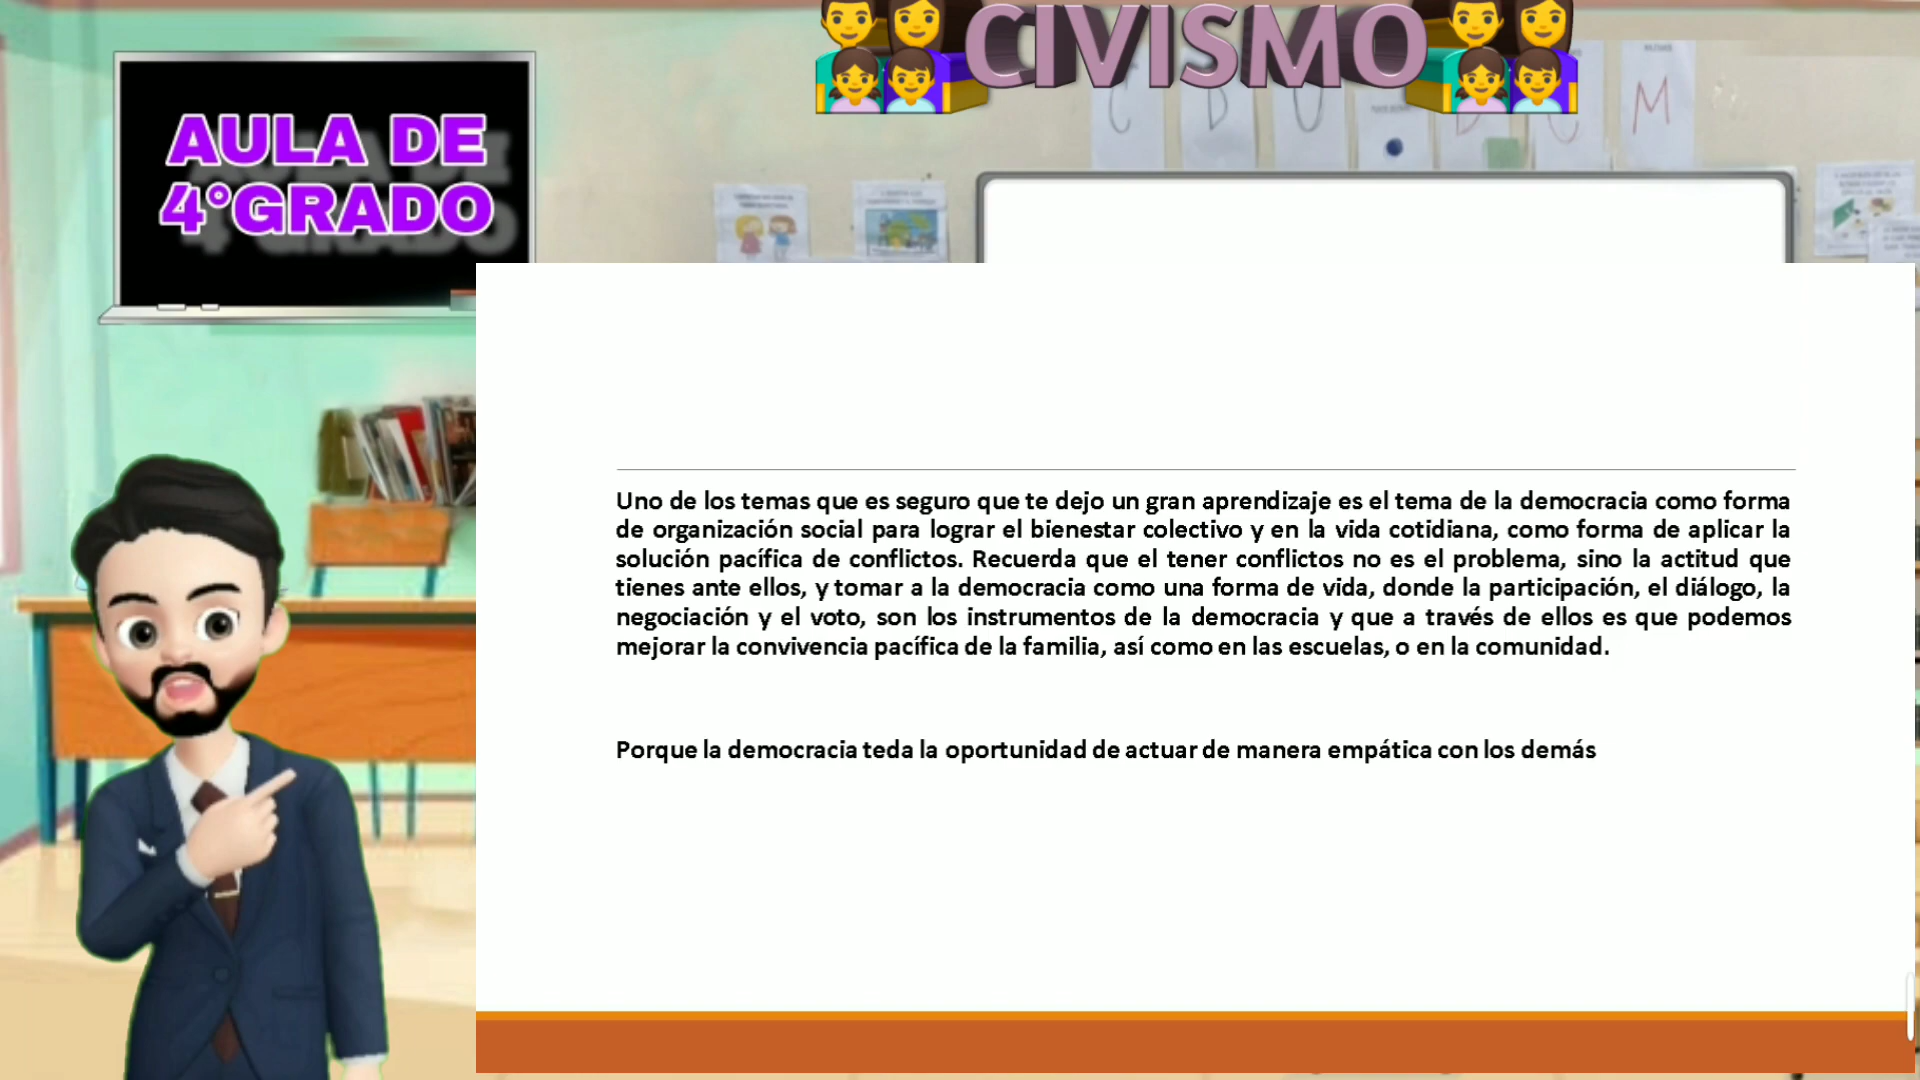 CIVISMO
AULA DE
4°GRADO
Uno de los temas que es seguro que te dejo un gran aprendizaje es el tema de la democracia como forma
de organización social para lograr el bienestar colectivo y en la vida cotidiana, como forma de aplicar la
solución pacífica de conflictos. Recuerda que el tener conflictos no es el problema, sino la actitud que
tienes ante ellos, y tomar a la democracia como una forma de vida, donde la participación, el diálogo, la
negociación y el voto, son los instrumentos de la democracia y que a través de ellos es que podemos
mejorar la convivencia pacífica de la familia, así como en las escuelas, o en la comunidad.
Porque la democracia teda la oportunidad de actuar de manera empática con los demás